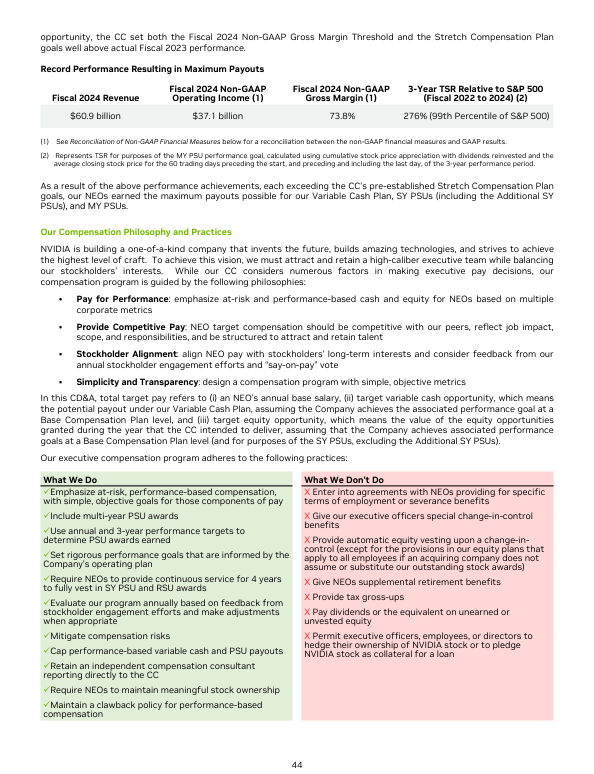 opportunity, the CC set both the Fiscal 2024 Non-GAAP Gross Margin Threshold and the Stretch Compensation Plan
goals well above actual Fiscal 2023 performance.
Record Performance Resulting in Maximum Payouts
Fiscal 2024 Revenue
Fiscal 2024 Non-GAAP
Operating Income (1)
Fiscal 2024 Non-GAAP
Gross Margin (1)
3-Year TSR Relative to S&P 500
(Fiscal 2022 to 2024) (2)
$60.9 billion $37.1 billion 73.8% 276% (99th Percentile of S&P 500)
(1) See Reconciliation of Non-GAAP Financial Measures below for a reconciliation between the non-GAAP financial measures and GAAP results.
(2) Represents TSR for purposes of the MY PSU performance goal, calculated using cumulative stock price appreciation with dividends reinvested and the
average closing stock price for the 60 trading days preceding the start, and preceding and including the last day, of the 3-year performance period.
As a result of the above performance achievements, each exceeding the CC's pre-established Stretch Compensation Plan
goals, our NEOs earned the maximum payouts possible for our Variable Cash Plan, SY PSUs (including the Additional SY
PSUs), and MY PSUs.
Our Compensation Philosophy and Practices
NVIDIA is building a one-of-a-kind company that invents the future, builds amazing technologies, and strives to achieve
the highest level of craft. To achieve this vision, we must attract and retain a high-caliber executive team while balancing
our stockholders' interests. While our CC considers numerous factors in making executive pay decisions, our
compensation program is guided by the following philosophies:
• Pay for Performance: emphasize at-risk and performance-based cash and equity for NEOs based on multiple
corporate metrics
• Provide Competitive Pay: NEO target compensation should be competitive with our peers, reflect job impact,
scope, and responsibilities, and be structured to attract and retain talent
• Stockholder Alignment: align NEO pay with stockholders' long-term interests and consider feedback from our
annual stockholder engagement efforts and "say-on-pay" vote
• Simplicity and Transparency: design a compensation program with simple, objective metrics
In this CD&A, total target pay refers to (i) an NEO's annual base salary, (ii) target variable cash opportunity, which means
the potential payout under our Variable Cash Plan, assuming the Company achieves the associated performance goal at a
Base Compensation Plan level, and (iii) target equity opportunity, which means the value of the equity opportunities
granted during the year that the CC intended to deliver, assuming that the Company achieves associated performance
goals at a Base Compensation Plan level (and for purposes of the SY PSUs, excluding the Additional SY PSUs).
Our executive compensation program adheres to the following practices:
What We Do
✓Emphasize at-risk, performance-based compensation,
with simple, objective goals for those components of pay
✓Include multi-year PSU awards
✓Use annual and 3-year performance targets to
determine PSU awards earned
✓Set rigorous performance goals that are informed by the
Company's operating plan
✓Require NEOs to provide continuous service for 4 years
to fully vest in SY PSU and RSU awards
✓Evaluate our program annually based on feedback from
stockholder engagement efforts and make adjustments
when appropriate
✓Mitigate compensation risks
✓Cap performance-based variable cash and PSU payouts
✓Retain an independent compensation consultant
reporting directly to the CC
✓Require NEOs to maintain meaningful stock ownership
✓Maintain a clawback policy for performance-based
compensation
What We Don't Do
X Enter into agreements with NEOs providing for specific
terms of employment or severance benefits
X Give our executive officers special change-in-control
benefits
X Provide automatic equity vesting upon a change-in-
control (except for the provisions in our equity plans that
apply to all employees if an acquiring company does not
assume or substitute our outstanding stock awards)
X Give NEOs supplemental retirement benefits
X Provide tax gross-ups
X Pay dividends or the equivalent on unearned or
unvested equity
X Permit executive officers, employees, or directors to
hedge their ownership of NVIDIA stock or to pledge
NVIDIA stock as collateral for a loan
44